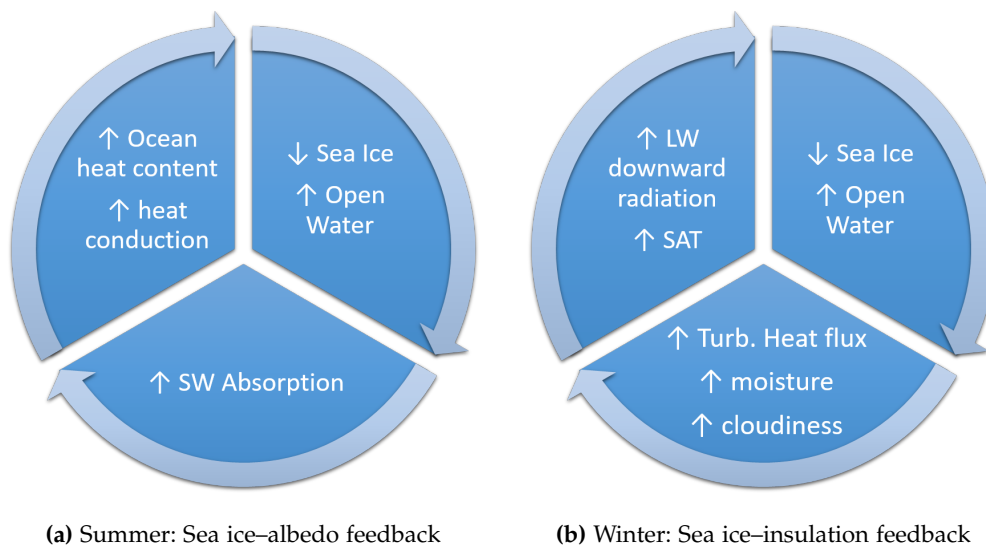 ↑ Ocean
heat content
↑ heat
conduction
↓ Sea Ice
↑ Open
Water
↑ SW Absorption
(a) Summer: Sea ice–albedo feedback
↑ LW
downward
radiation
↑ SAT
↓ Sea Ice
↑ Open
Water
↑ Turb. Heat flux
↑ moisture
↑ cloudiness
(b) Winter: Sea ice–insulation feedback